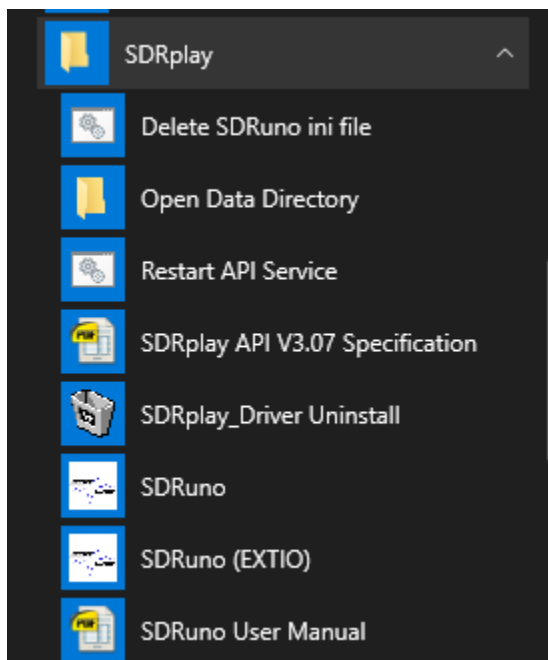 SDRplay
Delete SDRuno ini file
Open Data Directory
Restart API Service
SDRplay API V3.07 Specification
SDRplay_Driver Uninstall
SDRuno
SDRuno (EXTIO)
SDRuno User Manual